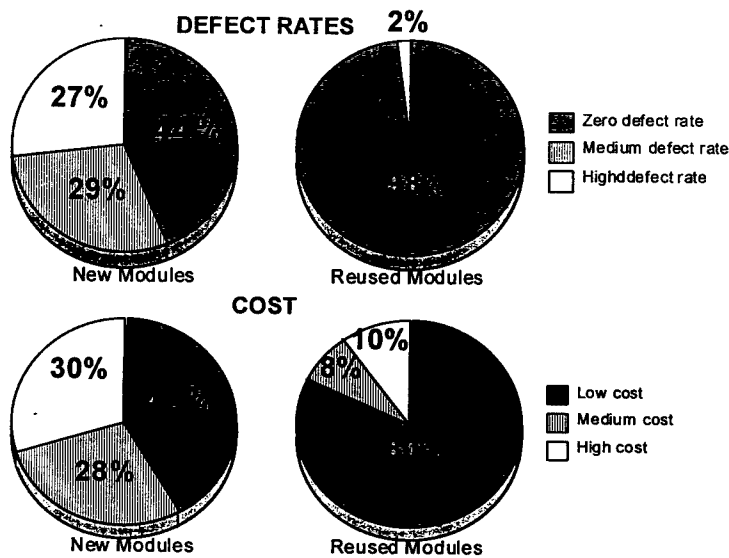 DEFECT RATES
2%
27%
29%
Zero defect rate
Medium defect rate
Highddefect rate
New Modules
Reused Modules
COST
30%
28%
10%
8%
Low cost
Medium cost
High cost
New Modules
Reused Modules